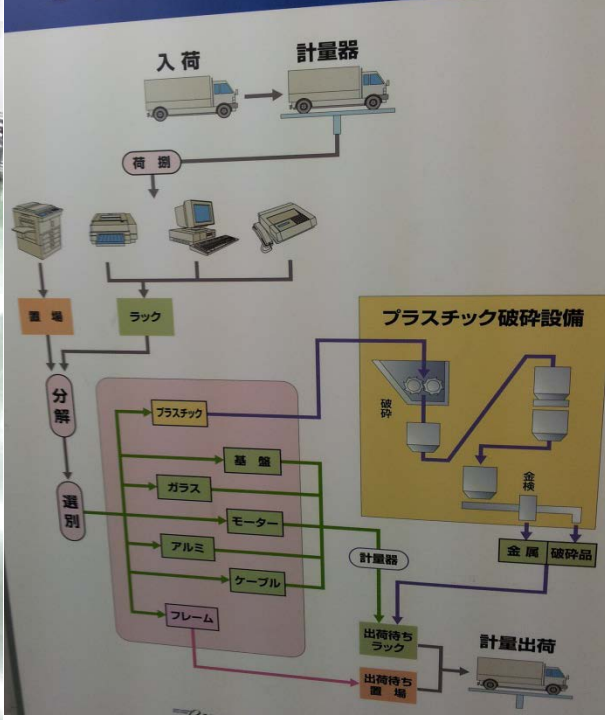 入荷
計量器
荷捌
置場
ラック
プラスチック破砕設備
分解
プラスチック
破砕
基盤
ガラス
選別
モーター
金検
アルミ
計量器
金属
破砕品
ケーブル
フレーム
出荷待ち
ラック
計量出荷
出荷待ち
置場